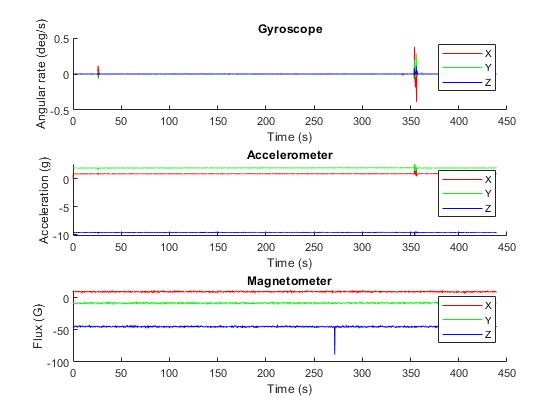 Gyroscope
Angular rate (deg/s)
0.5
0
-0.5
0 50 100 150 200 250 300 350 400 450
Time (s)
X
Y
Z
Accelerometer
Acceleration (g)
0
-5
-10
0 50 100 150 200 250 300 350 400 450
Time (s)
X
Y
Z
Magnetometer
Flux (G)
0
-50
-100
0 50 100 150 200 250 300 350 400 450
Time (s)
X
Y
Z